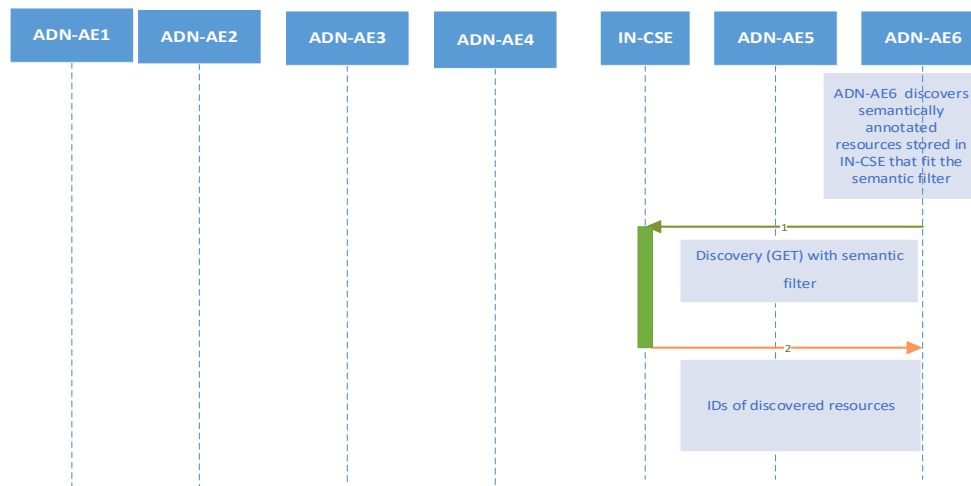 ADN-AE1
ADN-AE2
ADN-AE3
ADN-AE4
IN-CSE
ADN-AE5
ADN-AE6
ADN-AE6 discovers
semantically
annotated
resources stored in
IN-CSE that fit the
semantic filter
1
Discovery (GET) with semantic
filter
2
IDs of discovered resources